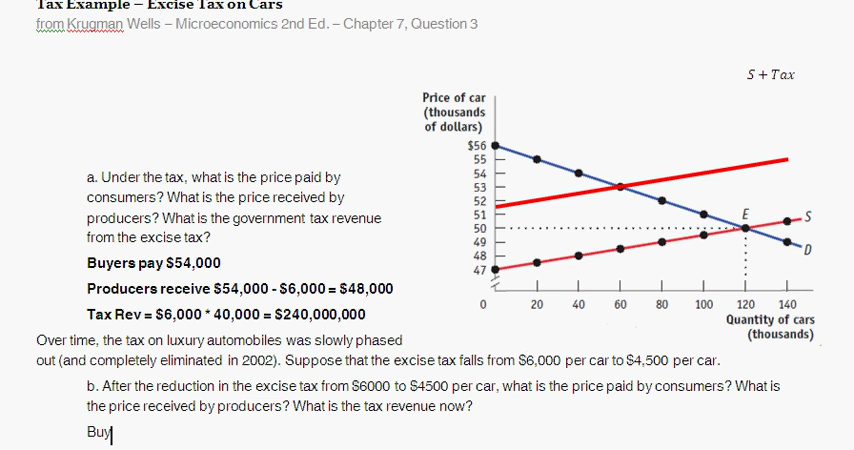 Tax Example – Excise Tax on Cars
from Krugman Wells – Microeconomics 2nd Ed. – Chapter 7, Question 3
S + Tax
Price of car
(thousands
of dollars)
$56
55
54
53
52
51
50
49
48
47
E
S
D
0
20
40
60
80
100
120
140
Quantity of cars
(thousands)
a. Under the tax, what is the price paid by
consumers? What is the price received by
producers? What is the government tax revenue
from the excise tax?
Buyers pay $54,000
Producers receive $54,000 - $6,000 = $48,000
Tax Rev = $6,000 * 40,000 = $240,000,000
Over time, the tax on luxury automobiles was slowly phased
out (and completely eliminated in 2002). Suppose that the excise tax falls from $6,000 per car to $4,500 per car.
b. After the reduction in the excise tax from $6000 to $4500 per car, what is the price paid by consumers? What is
the price received by producers? What is the tax revenue now?
Buy